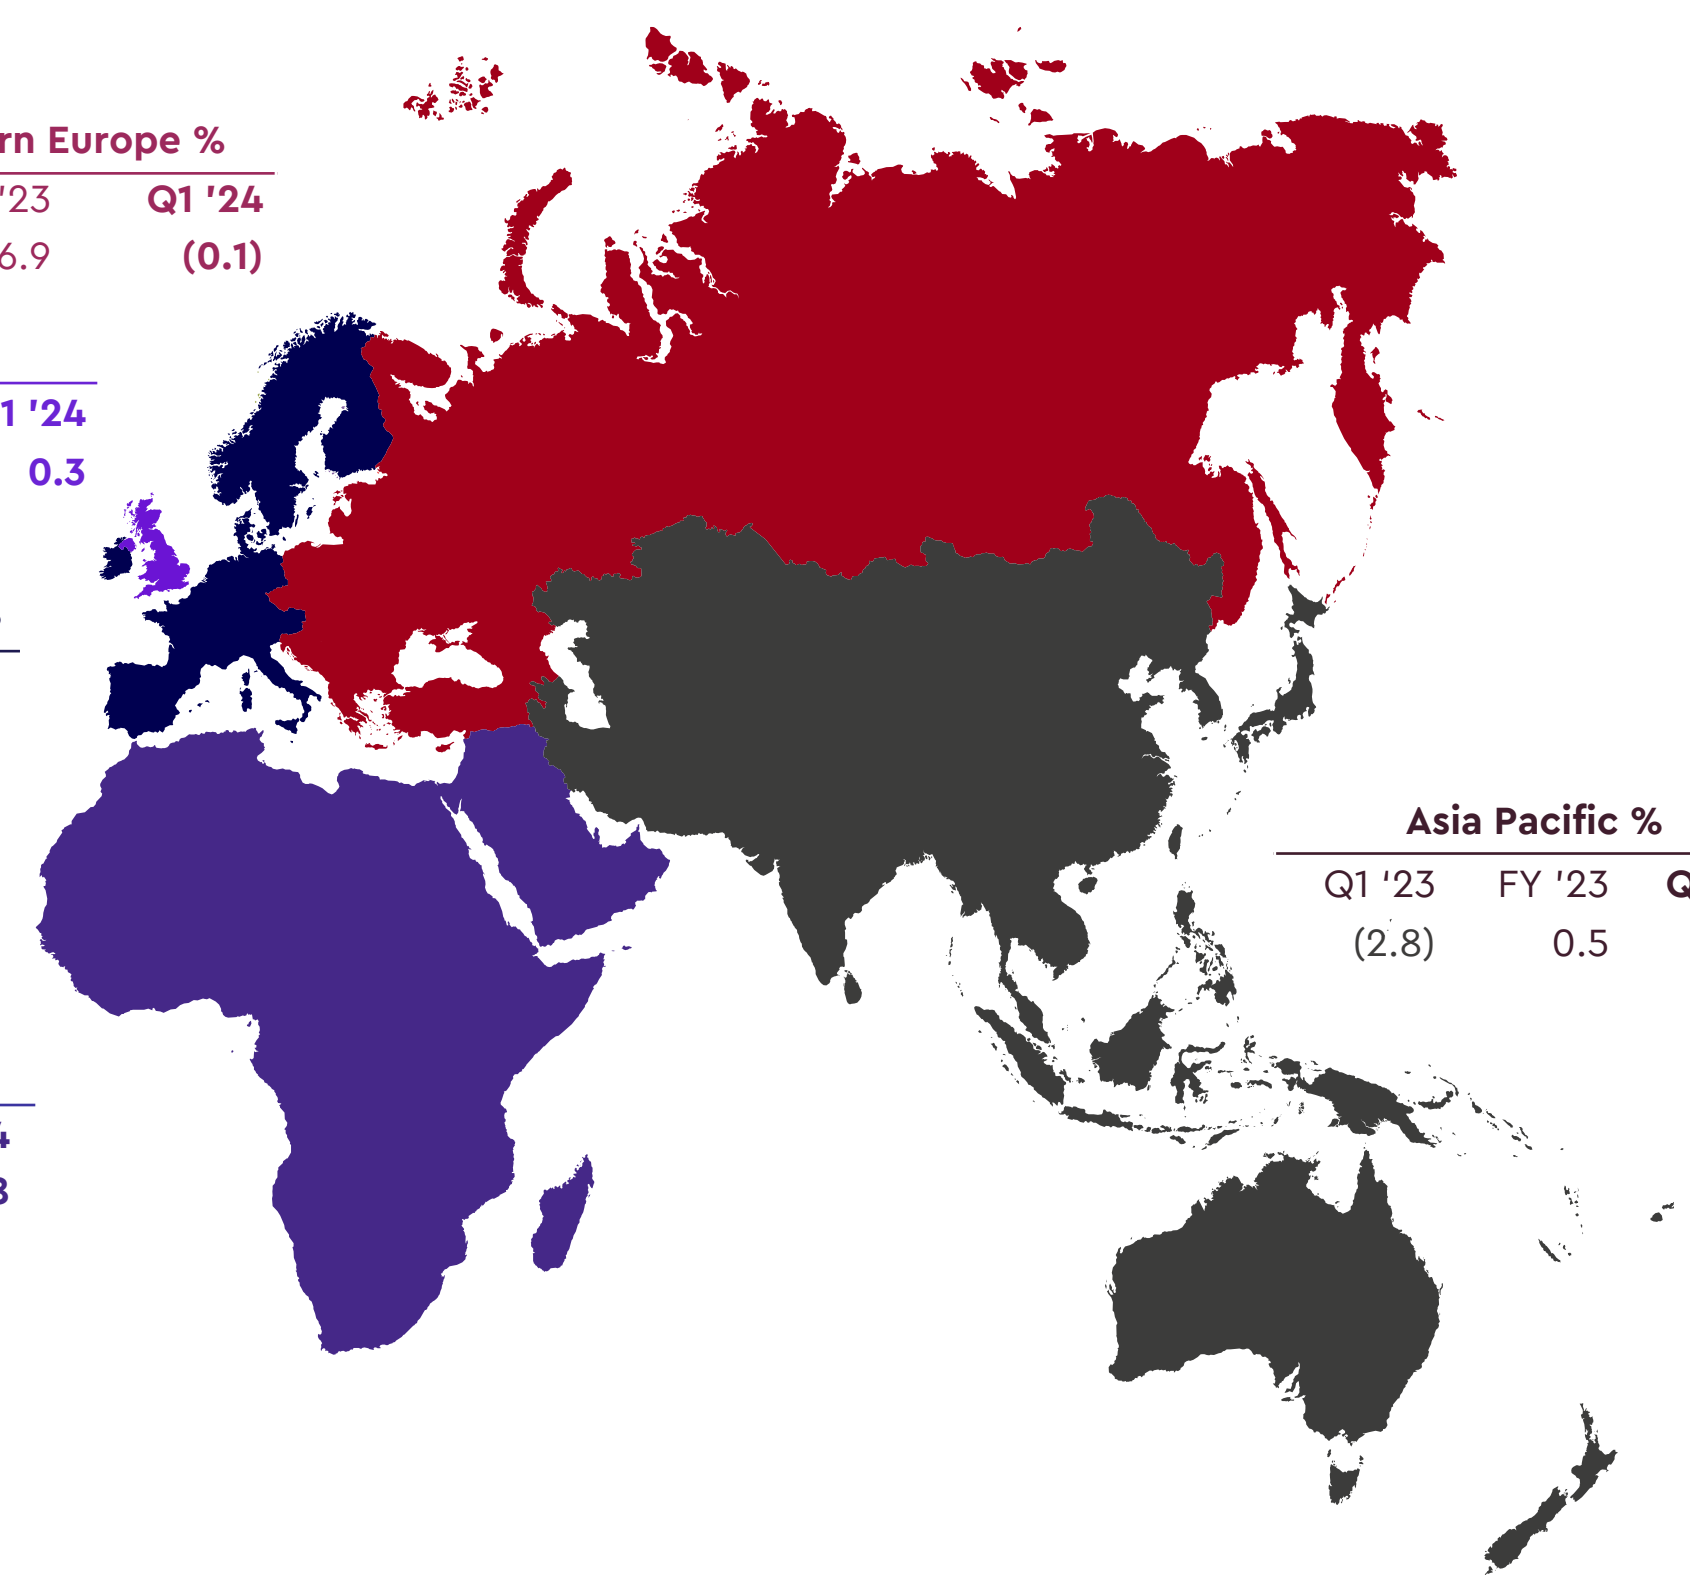 rn Europe %
'23 Q1 '24
6.9 (0.1)
1 '24
0.3
4
Asia Pacific %
Q1 '23 FY '23 Q
(2.8) 0.5